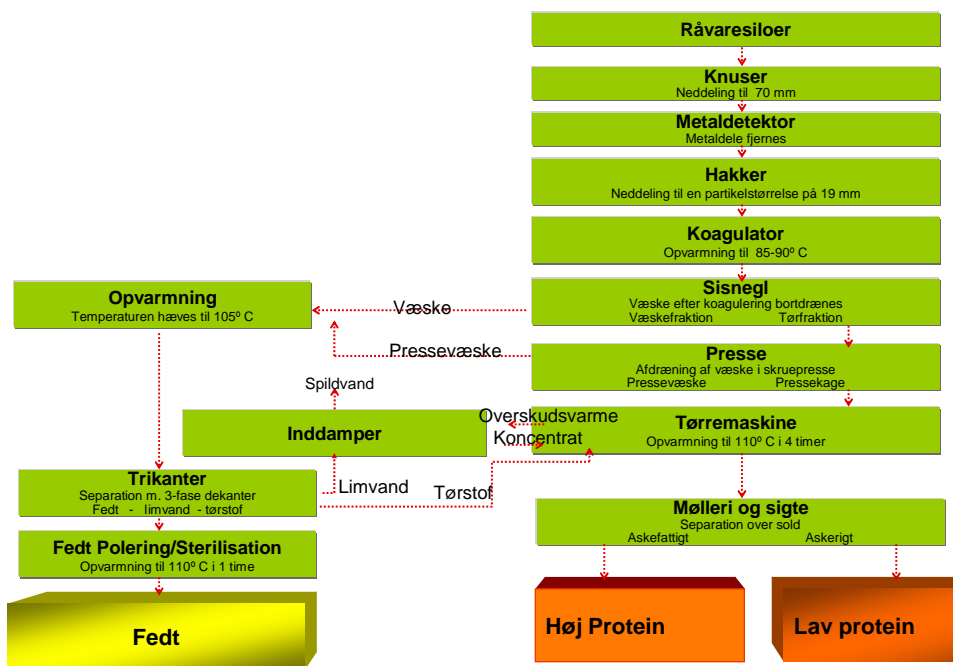 Råvaresiloer
Knuser
Neddeling til 70 mm
Metaldetektor
Metaldele fjernes
Hakker
Neddeling til en partikelstørrelse på 19 mm
Koagulator
Opvarmning til 85-90º C
Sisnegl
Væske efter koagulering bortdrænes
Væskefraktion Tørfraktion
Opvarmning
Temperaturen hæves til 105º C
Væske
Pressevæske
Presse
Afdræning af væske i skruepresse
Pressevæske Pressekage
Spildvand
Inddamper
Overskudsvarme
Koncentrat
Tørremaskine
Opvarmning til 110º C i 4 timer
Trikanter
Separation m. 3-fase dekanter
Fedt - limvand - tørstof
Limvand
Tørstof
Mølleri og sigte
Separation over sold
Askefattigt Askerigt
Fedt Polering/Sterilisation
Opvarmning til 110º C i 1 time
Fedt
Høj Protein
Lav protein